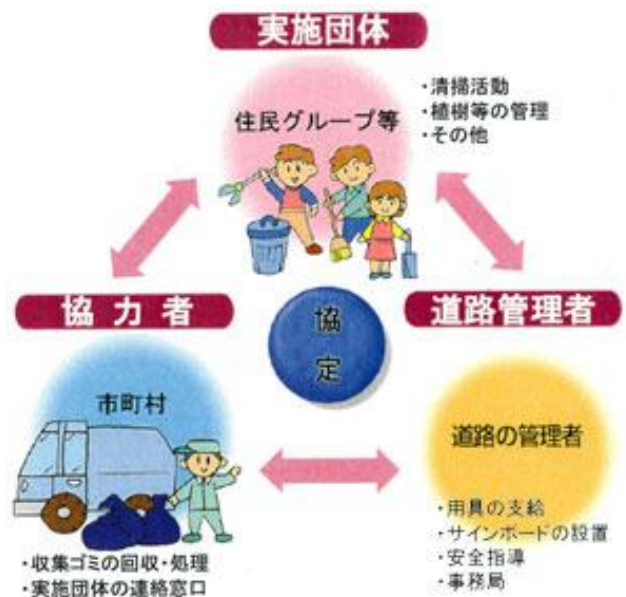 実施団体
住民グループ等
・清掃活動
・植樹等の管理
・その他
協力者
市町村
・収集ゴミの回収・処理
・実施団体の連絡窓口
協
定
道路管理者
道路の管理者
・用具の支給
・サインボードの設置
・安全指導
・事務局